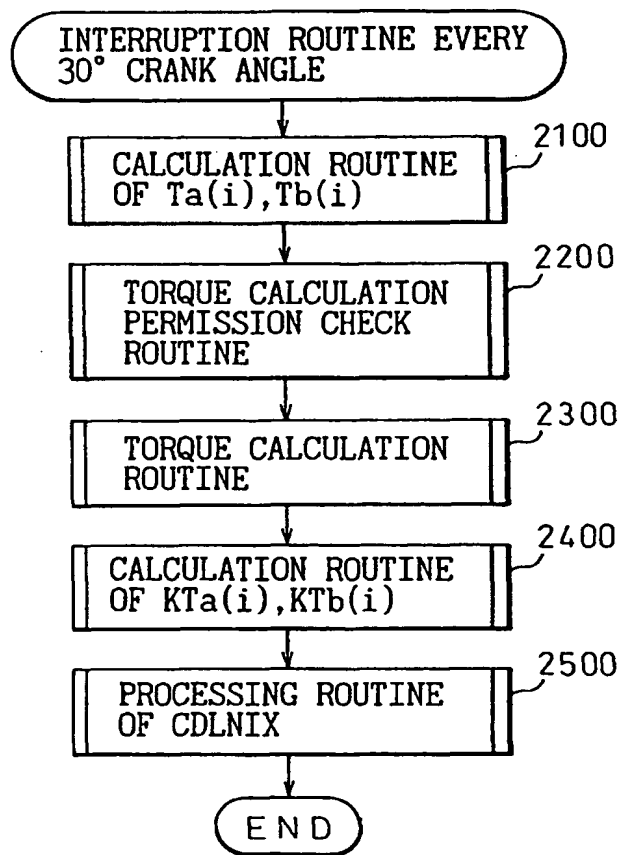 INTERRUPTION ROUTINE EVERY
30° CRANK ANGLE
2100
CALCULATION ROUTINE
OF Ta(i),Tb(i)
2200
TORQUE CALCULATION
PERMISSION CHECK
ROUTINE
2300
TORQUE CALCULATION
ROUTINE
2400
CALCULATION ROUTINE
OF KTa(i),KTb(i)
2500
PROCESSING ROUTINE
OF CDLNIX
END